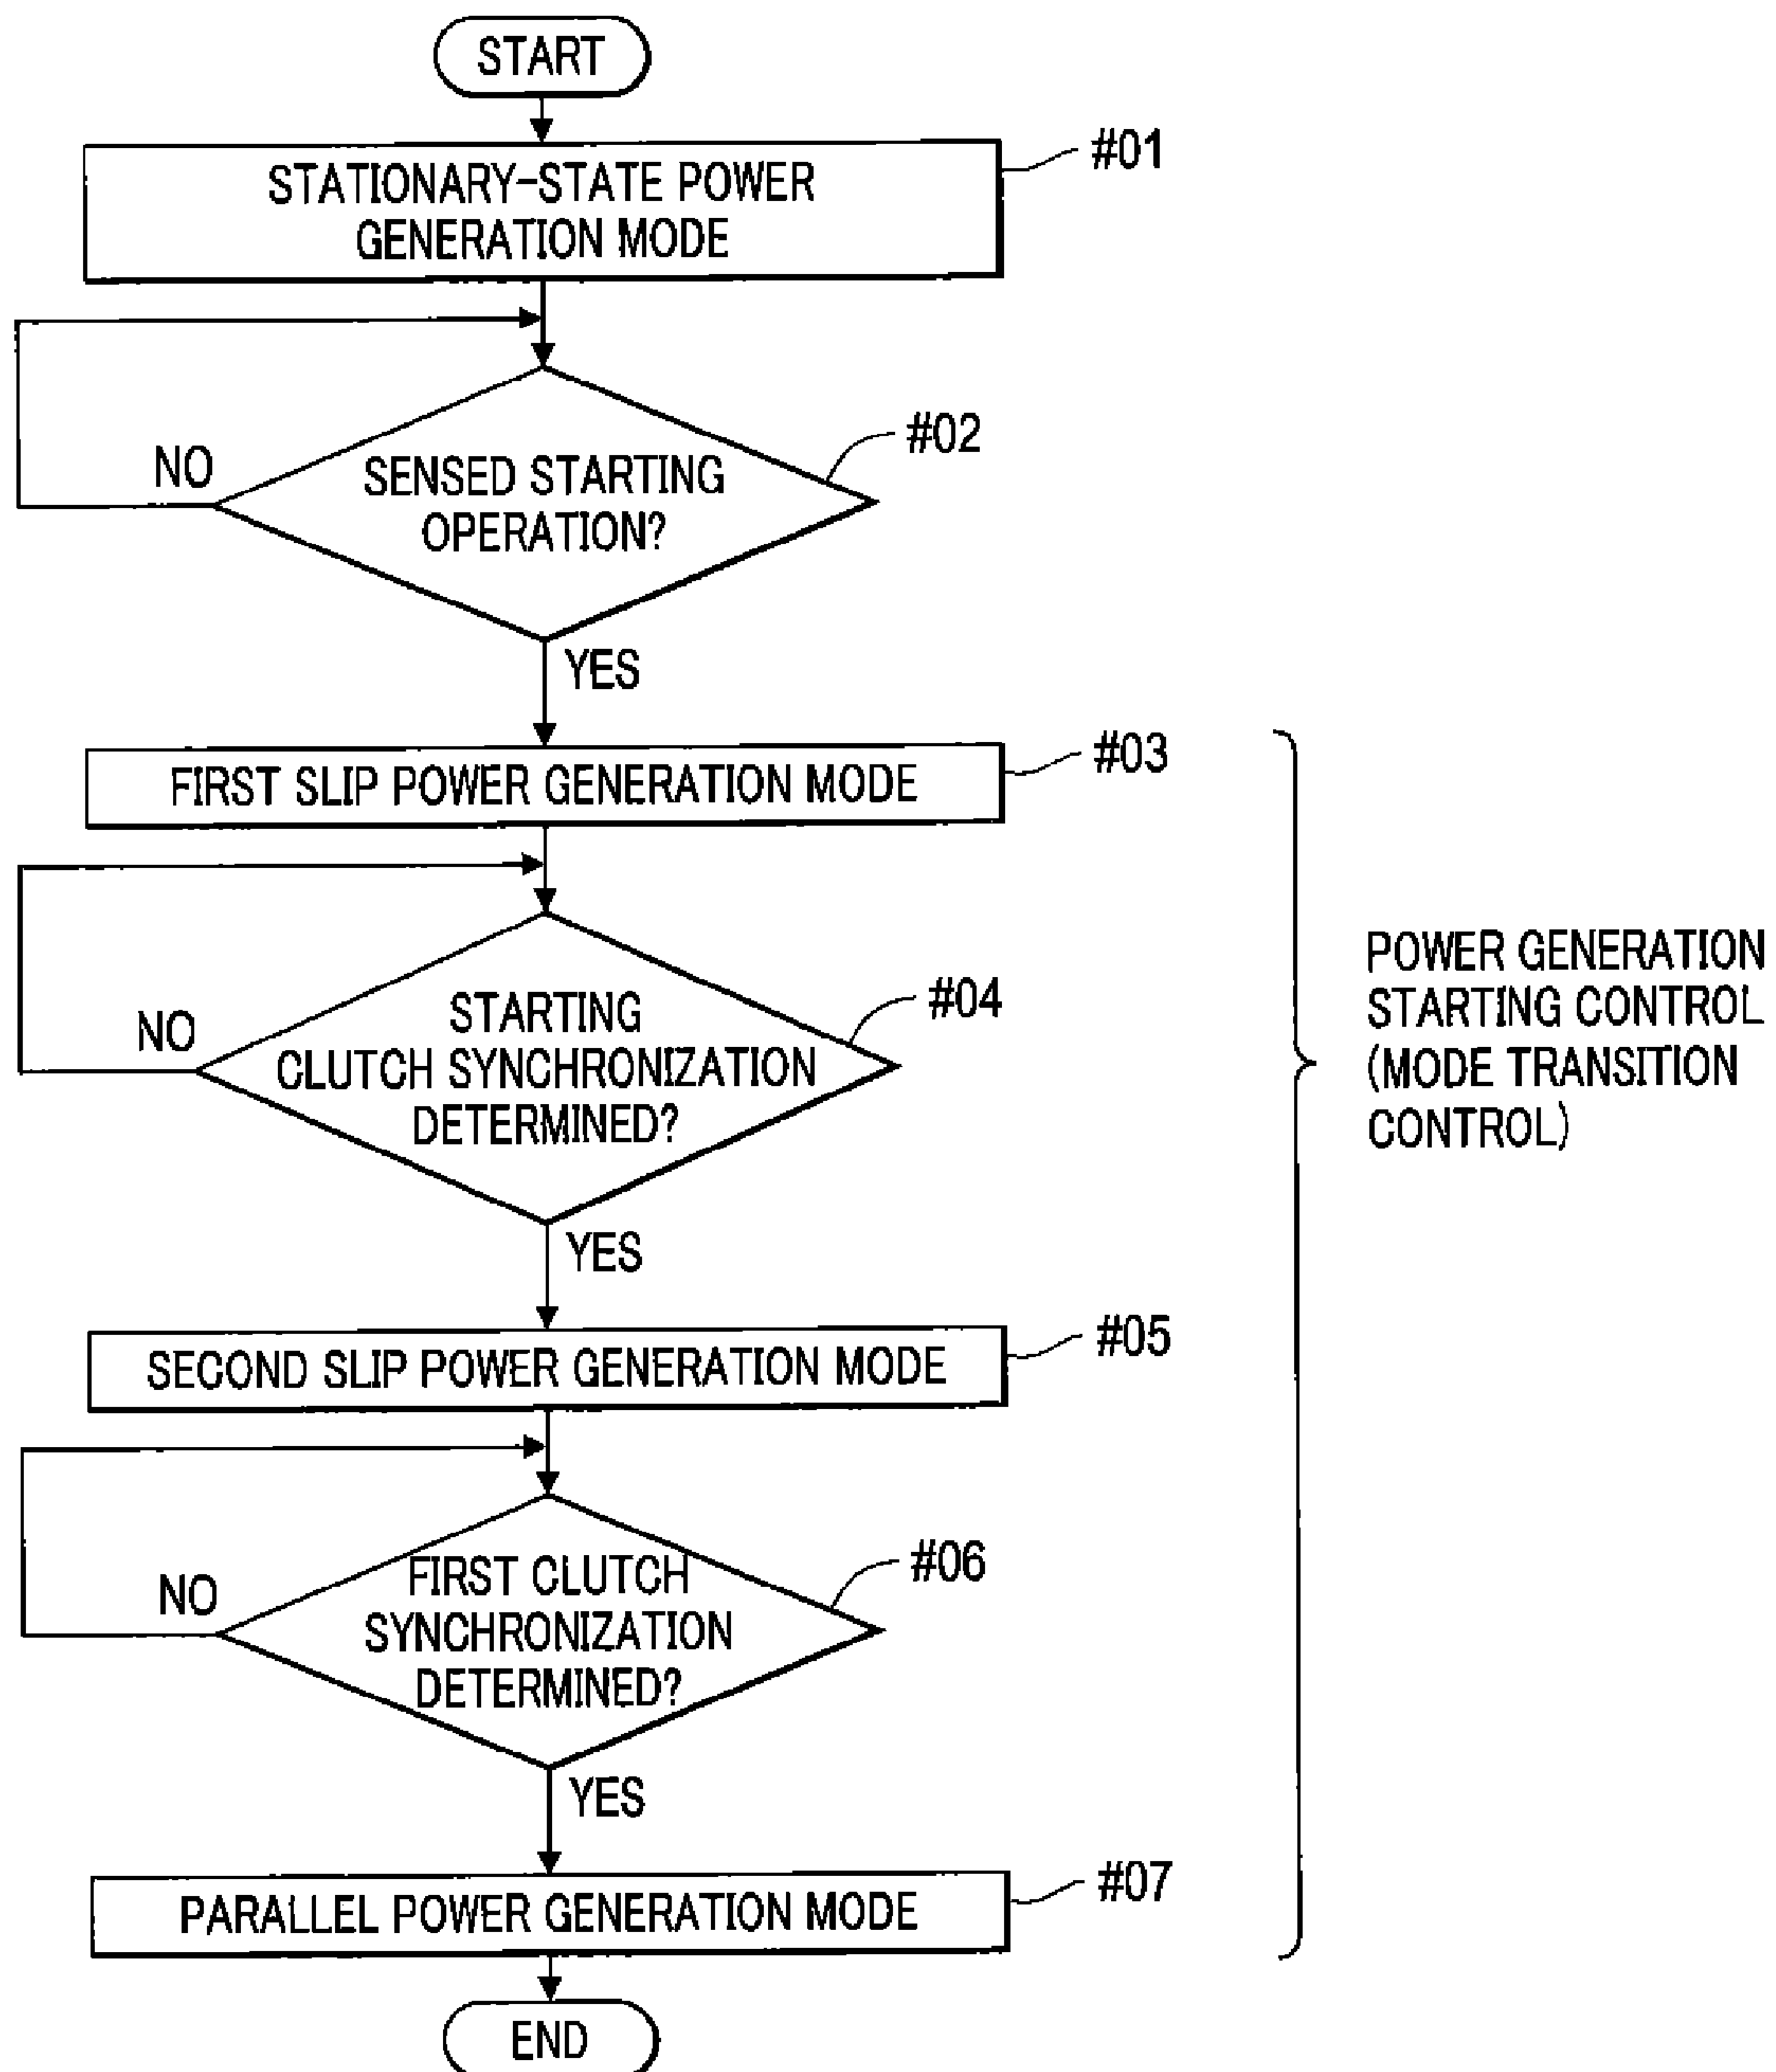 START
#01
STATIONARY-STATE POWER
GENERATION MODE
#02
NO
SENSED STARTING
OPERATION?
YES
#03
FIRST SLIP POWER GENERATION MODE
#04
NO
STARTING
CLUTCH SYNCHRONIZATION
DETERMINED?
YES
POWER GENERATION
STARTING CONTROL
(MODE TRANSITION
CONTROL)
#05
SECOND SLIP POWER GENERATION MODE
#06
NO
FIRST CLUTCH
SYNCHRONIZATION
DETERMINED?
YES
#07
PARALLEL POWER GENERATION MODE
END